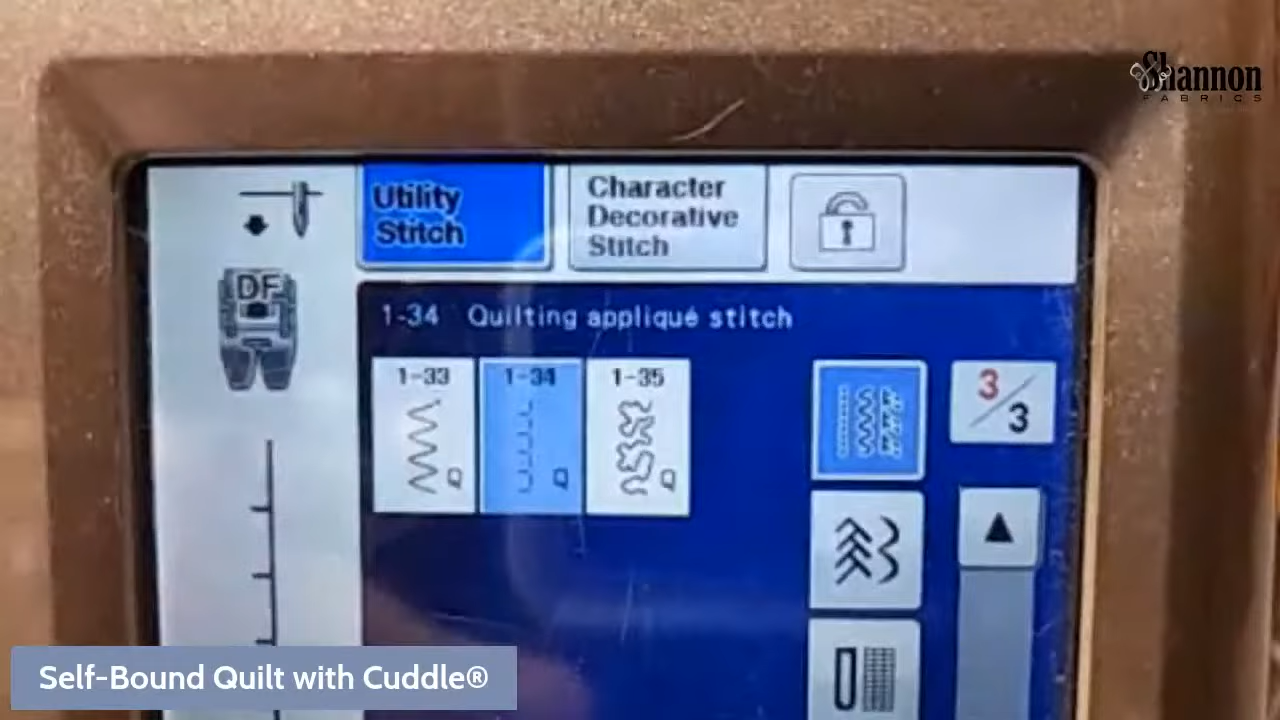 Shannon
FABRICS
Utility
Stitch
Character
Decorative
Stitch
DF
1-34 Quilting appliqué stitch
1-33
1-34
1-35
3/3
Self-Bound Quilt with Cuddle®